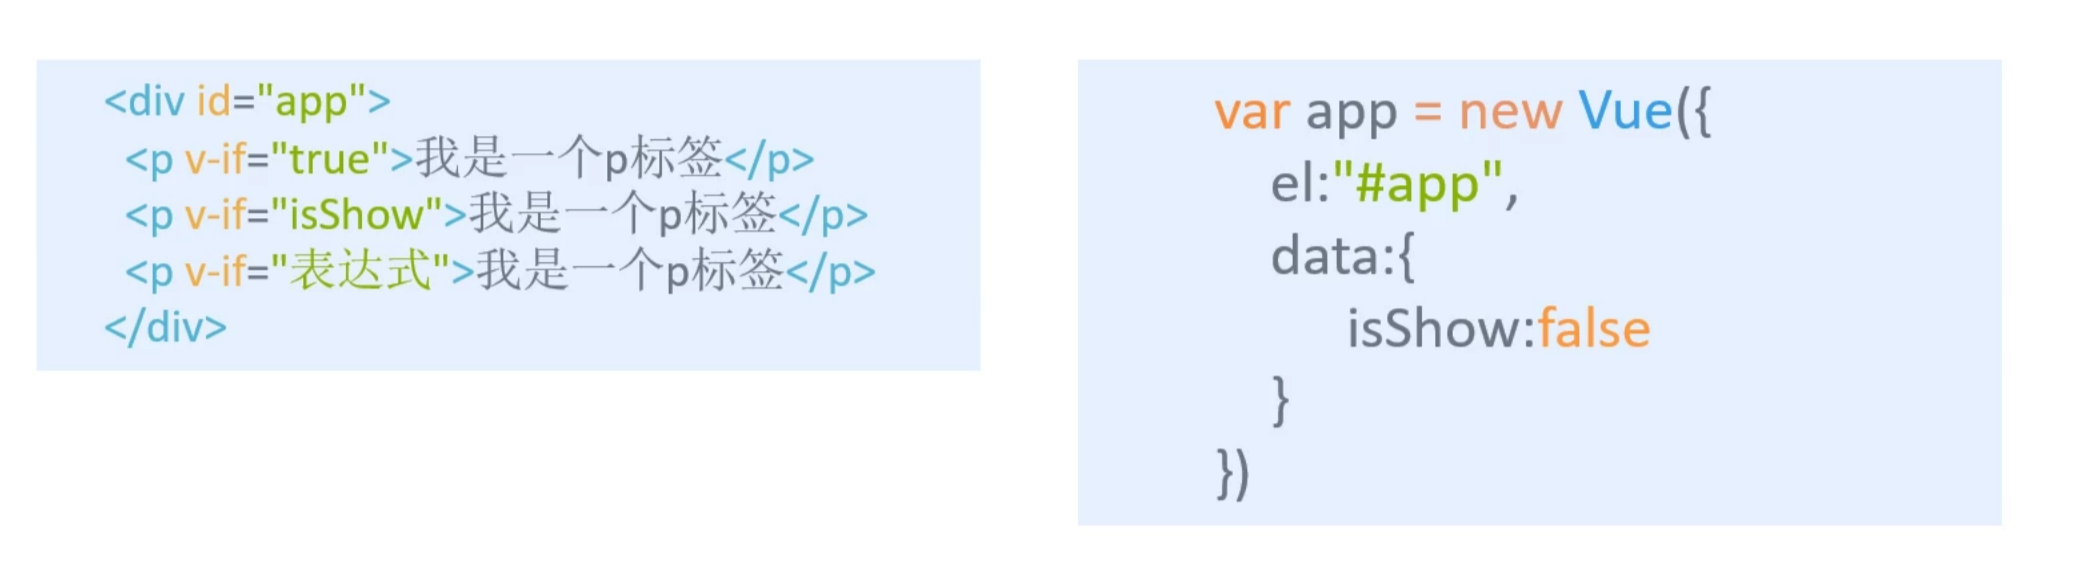 <div id="app">
<p v-if="true">我是一个p标签</p>
<p v-if="isShow">我是一个p标签</p>
<p v-if="表达式">我是一个p标签</p>
</div>
var app = new Vue({
el:"#app",
data:{
isShow:false
}
})